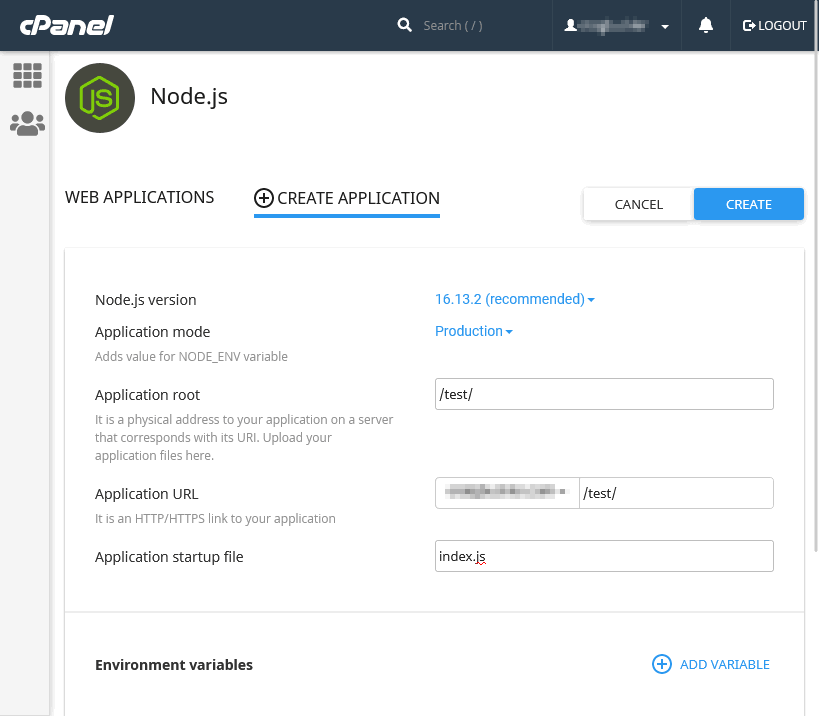 cPanel
Search ( / )
LOGOUT
JS
Node.js
WEB APPLICATIONS
CREATE APPLICATION
CANCEL
CREATE
Node.js version
16.13.2 (recommended)
Application mode
Production
Adds value for NODE_ENV variable
Application root
/test/
It is a physical address to your application on a server
that corresponds with its URI. Upload your
application files here.
Application URL
/test/
It is an HTTP/HTTPS link to your application
Application startup file
index.js
Environment variables
ADD VARIABLE